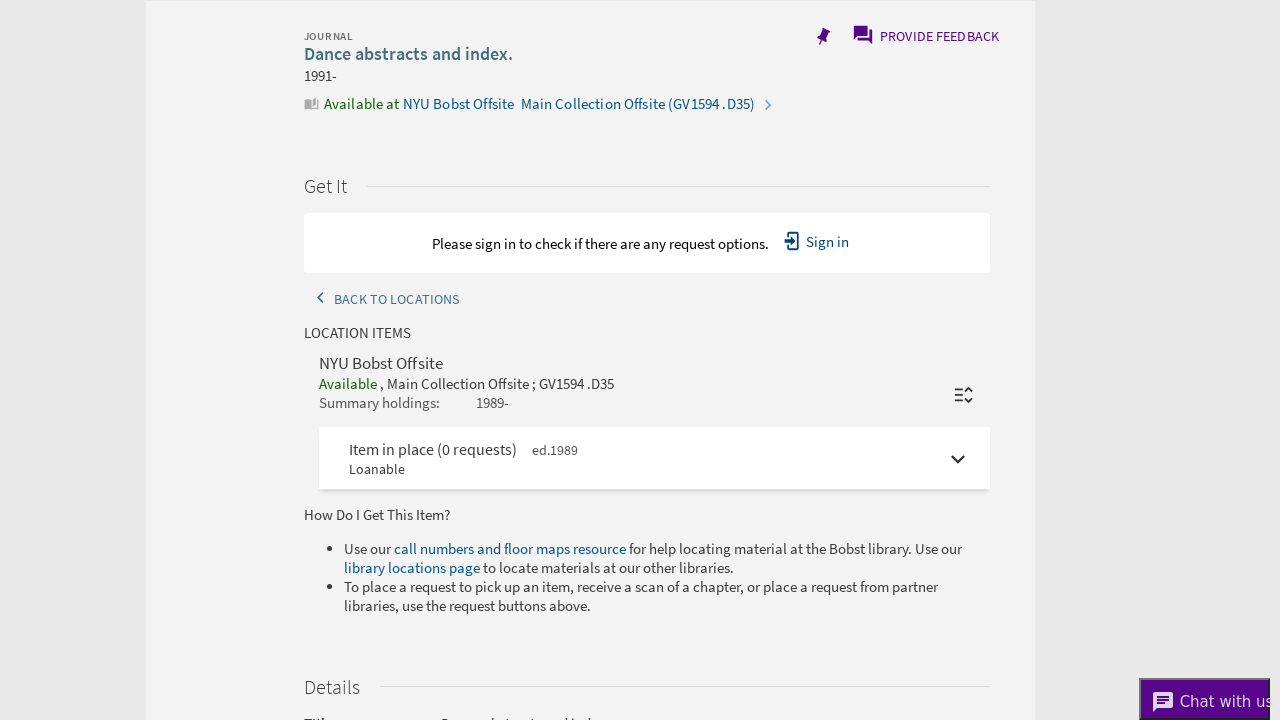 JOURNAL
Dance abstracts and index.
1991-
Available at NYU Bobst Offsite Main Collection Offsite (GV1594 .D35)
PROVIDE FEEDBACK
Get It
Please sign in to check if there are any request options. Sign in
BACK TO LOCATIONS
LOCATION ITEMS
NYU Bobst Offsite
Available , Main Collection Offsite ; GV1594 .D35
Summary holdings: 1989-
Item in place (0 requests) ed.1989
Loanable
How Do I Get This Item?
Use our call numbers and floor maps resource for help locating material at the Bobst library. Use our
library locations page to locate materials at our other libraries.
To place a request to pick up an item, receive a scan of a chapter, or place a request from partner
libraries, use the request buttons above.
Details
Chat with us